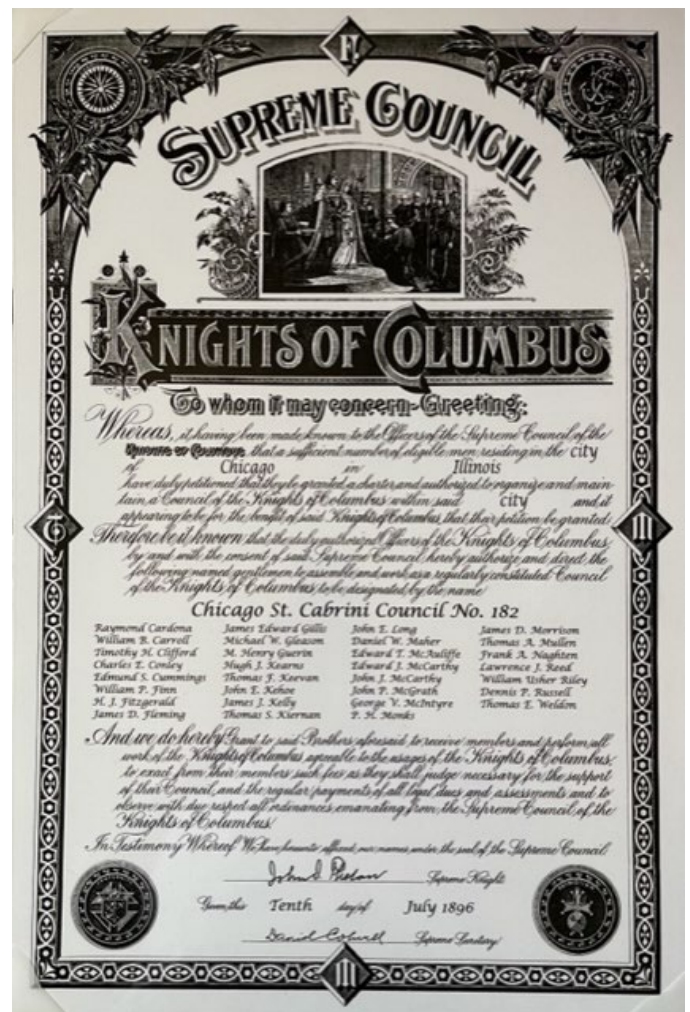 SUPREME COUNCIL
KNIGHTS OF COLUMBUS
To whom it may concern-Greeting:
Whereas, it having been made known to the Officers of the Supreme Council of the
Knights of Columbus that a sufficient number of eligible men residing in the city
of Chicago in Illinois
have duly petitioned that they be granted a charter and authorized to organize and main-
tain, a Council of the Knights of Columbus within said city and it
appearing to be for the benefit of said Knights of Columbus, that their petition be granted
Therefore be it known that the duly authorized Officers of the Knights of Columbus,
by and with the consent of said Supreme Council hereby authorize and direct the
following named gentlemen to assemble and work as a regularly constituted Council
of the Knights of Columbus to be designated by the name
Chicago St. Cabrini Council No. 182
Raymond Cardona James Edward Gillis John E. Long James D. Morrison
William B. Carroll Michael W. Gleason Daniel W. Maher Thomas A. Mullen
Timothy H. Clifford M. Henry Guerin Edward T. McAuliffe Frank A. Naghten
Charles E. Conley Hugh J. Kearns Edward J. McCarthy Lawrence J. Reed
Edmund S. Cummings Thomas F. Keevan John J. McCarthy William Usher Riley
William P. Finn John E. Kehoe John P. McGrath Dennis P. Russell
H. J. Fitzgerald James J. Kelly George V. McIntyre Thomas E. Weldon
James D. Fleming Thomas S. Kiernan P. H. Monks
And we do hereby Grant to said Brothers aforesaid to receive members and perform all
work of the Knights of Columbus agreeable to the usages of the Knights of Columbus,
to exact from their members such fees as they shall judge necessary for the support
of their Council, and the regular payments of all legal dues and assessments and to
observe with due respect all ordinances emanating from the Supreme Council of the
Knights of Columbus.
In Testimony Whereof We have hereunto affixed our names under the seal of the Supreme Council.
John J. Phelan Supreme Knight
Given this Tenth day of July 1896
Daniel Colwell Supreme Secretary